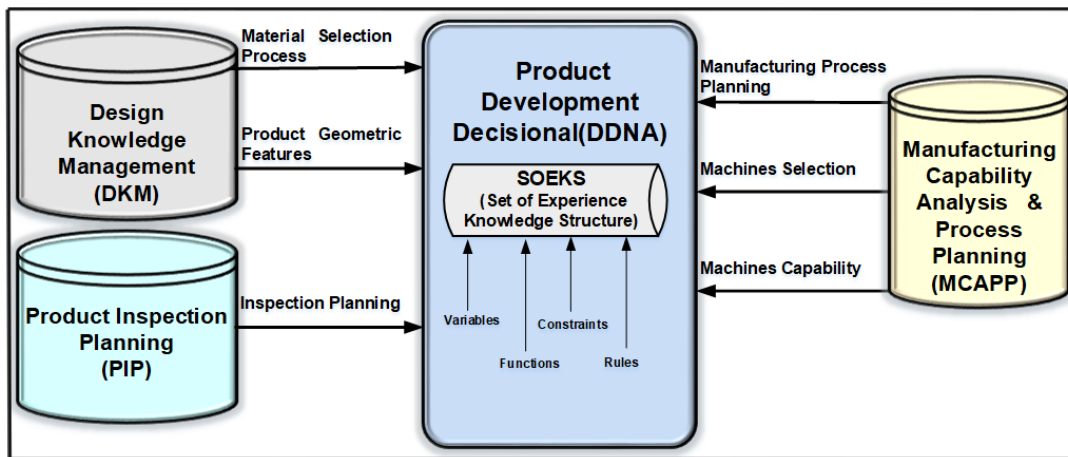 Material Selection
Process
Design
Knowledge
Management
(DKM)
Product Geometric
Features
Product Inspection
Planning
(PIP)
Inspection Planning
Product
Development
Decisional(DDNA)
SOEKS
(Set of Experience
Knowledge Structure)
Variables
Functions
Constraints
Rules
Manufacturing Process
Planning
Machines Selection
Machines Capability
Manufacturing
Capability
Analysis &
Process
Planning
(MCAPP)